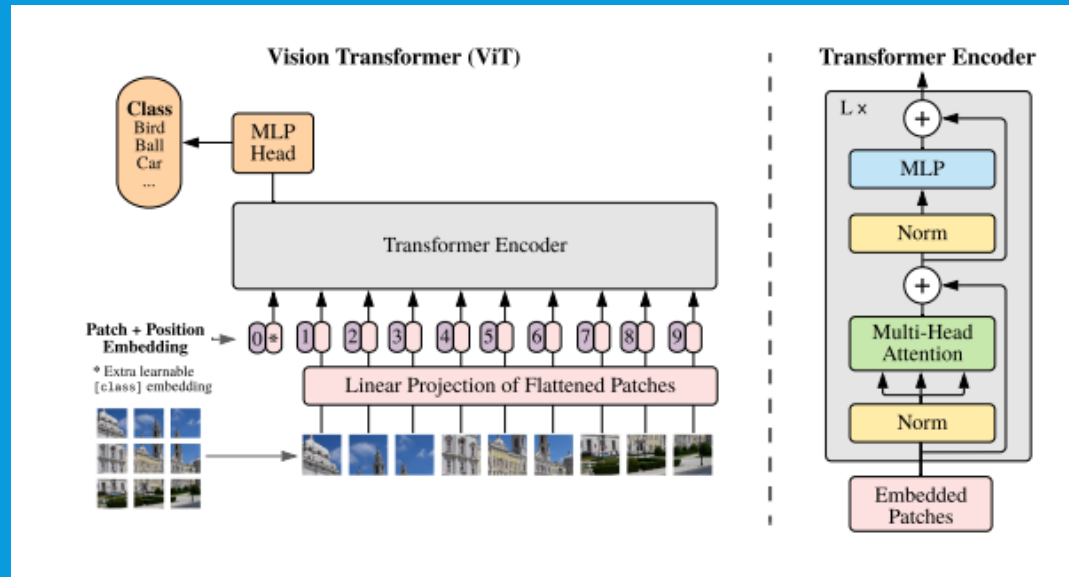 Vision Transformer (ViT)
Class
Bird
Ball
Car
...
MLP
Head
Transformer Encoder
Patch + Position
Embedding
0 * 1 2 3 4 5 6 7 8 9
* Extra learnable
[class] embedding
Linear Projection of Flattened Patches
Transformer Encoder
L ×
+
MLP
Norm
+
Multi-Head
Attention
Norm
Embedded
Patches